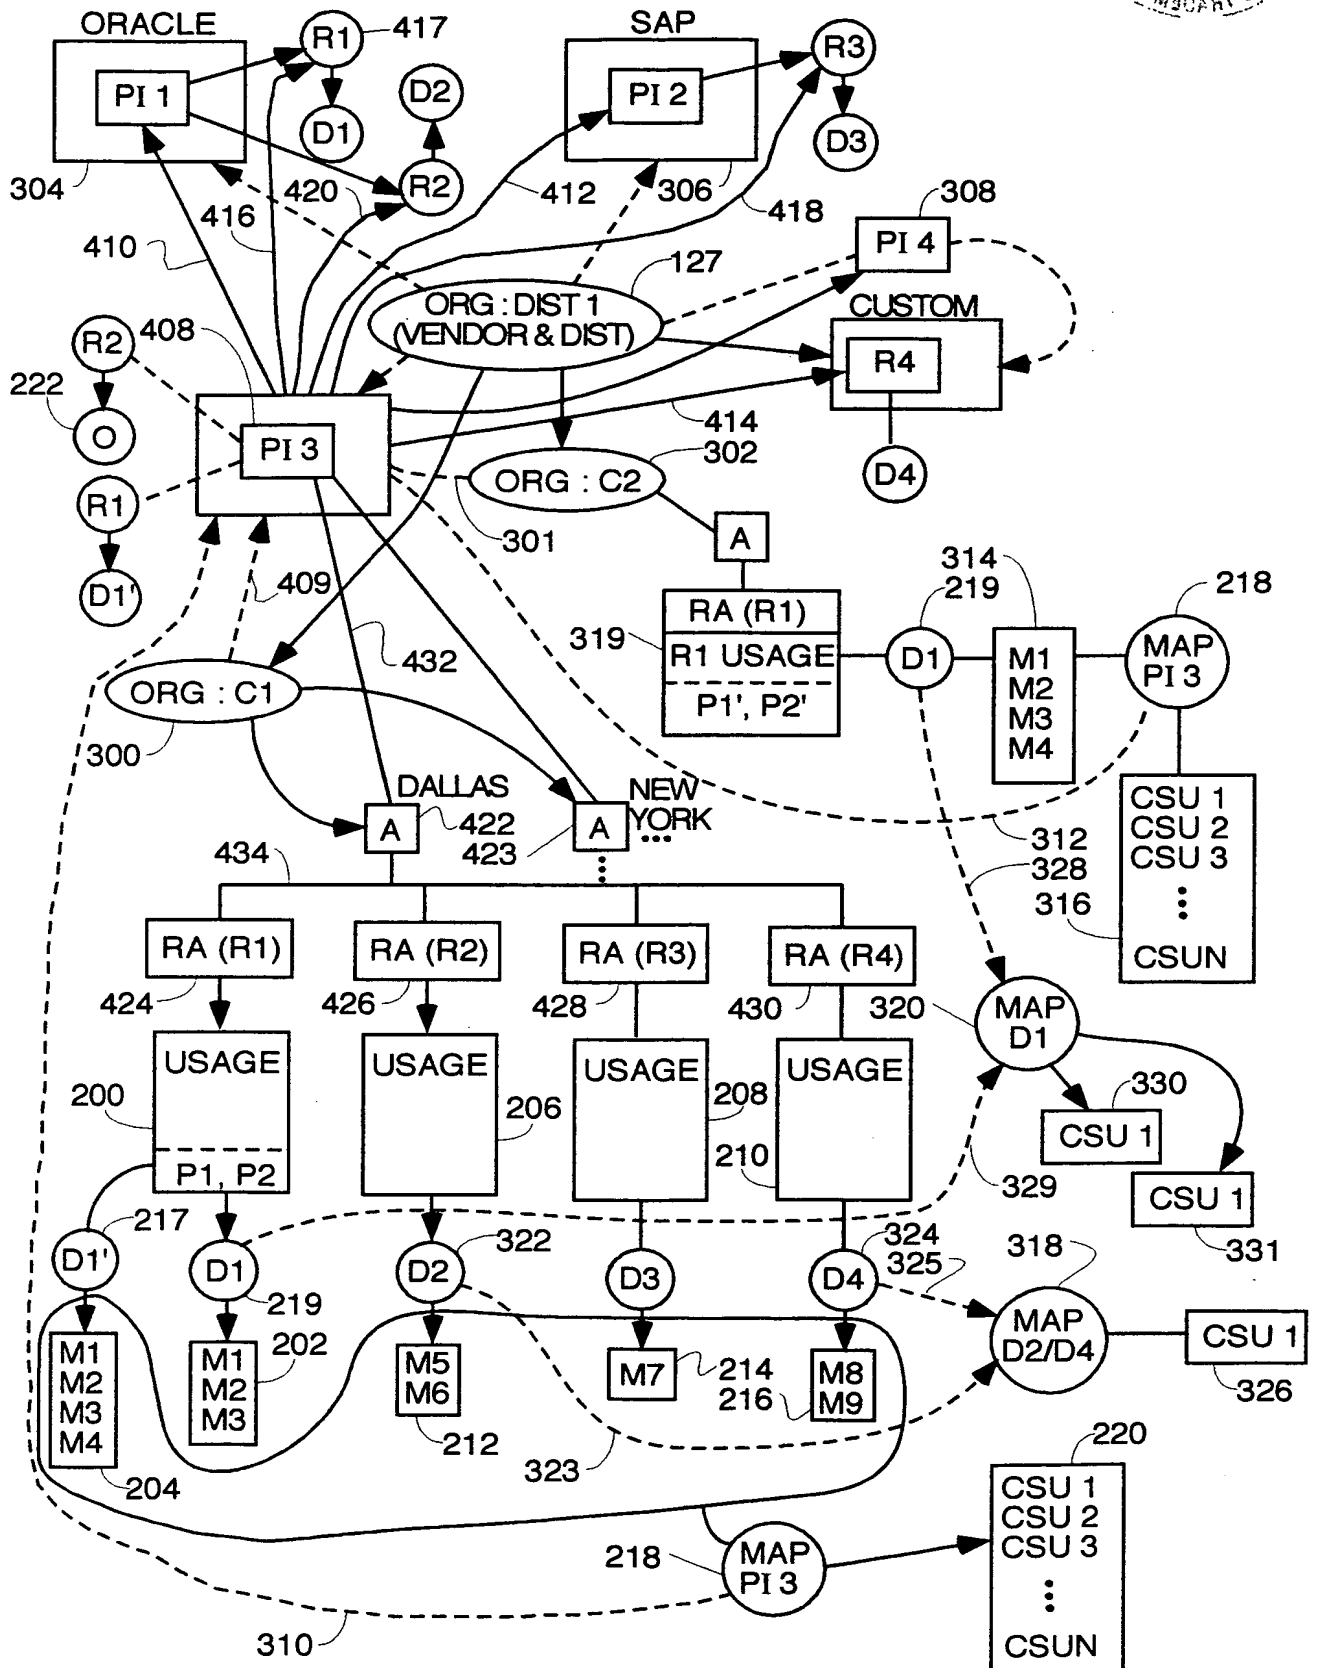 ORACLE
R1
417
SAP
R3
PI 1
D2
PI 2
D1
D3
304
R2
420
412
306
418
308
416
410
PI 4
127
ORG : DIST 1
(VENDOR & DIST)
CUSTOM
408
R2
R4
222
O
PI 3
414
302
ORG : C2
D4
R1
301
A
409
D1'
314
219
218
RA (R1)
319
R1 USAGE
P1', P2'
D1
M1
M2
M3
M4
MAP
PI 3
432
ORG : C1
300
DALLAS
NEW
YORK
...
A
422
A
423
312
CSU 1
CSU 2
CSU 3
CSUN
328
316
434
RA (R1)
RA (R2)
RA (R3)
RA (R4)
424
426
428
430
320
MAP
D1
USAGE
USAGE
USAGE
USAGE
200
206
208
210
330
CSU 1
P1, P2
329
CSU 1
331
217
D1'
D1
219
D2
322
D3
D4
324
325
318
MAP
D2/D4
CSU 1
326
M1
M2
M3
M4
204
M1
M2
M3
202
M5
M6
212
M7
214
216
M8
M9
323
220
CSU 1
CSU 2
CSU 3
CSUN
218
MAP
PI 3
310